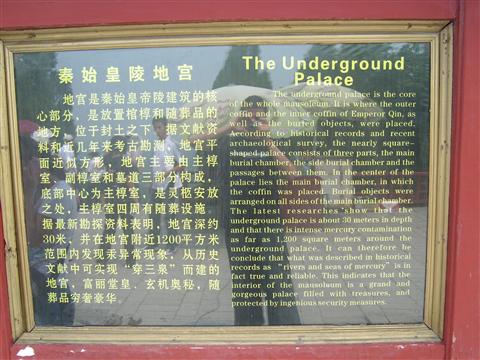 秦始皇陵地宫
地宫是秦始皇帝陵建筑的核
心部分，是放置棺椁和随葬品的
地方，位于封土之下。据文献资
料和近几年来考古勘测，地宫平
面近似方形，地宫主要由主椁
室、副椁室和墓道三部分构成，
底部中心为主椁室，是灵柩安放
之处，主椁室四周有随葬设施。
据最新勘探资料表明，地宫深约
30米，并在地宫附近1200平方米
范围内发现汞异常现象，从历史
文献中可实现“穿三泉”而建的
地宫，富丽堂皇、玄机奥秘，随
葬品穷奢豪华。
The Underground
Palace
The underground palace is the core
of the whole mausoleum. It is where the outer
coffin and the inner coffin of Emperor Qin, as
well as the buried objects, were placed.
According to historical records and recent
archaeological survey, the nearly square-
shaped palace consists of three parts, the main
burial chamber, the side burial chamber and the
passages between them. In the center of the
palace lies the main burial chamber, in which
the coffin was placed. Burial objects were
arranged on all sides of the main burial chamber.
The latest researches show that the
underground palace is about 30 meters in depth
and that there is intense mercury contamination
as far as 1,200 square meters around the
underground palace. It can therefore be
conclude that what was described in historical
records as "rivers and seas of mercury" is in
fact true and reliable. This indicates that the
interior of the mausoleum is a grand and
gorgeous palace filled with treasures, and
protected by ingenious security measures.